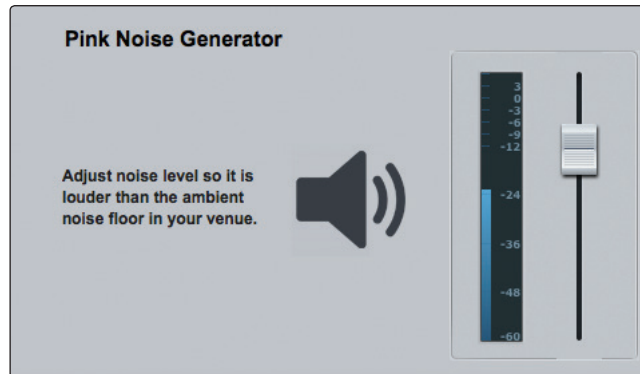 Pink Noise Generator
Adjust noise level so it is
louder than the ambient
noise floor in your venue.
3
0
-3
-6
-9
-12
-24
-36
-48
-60